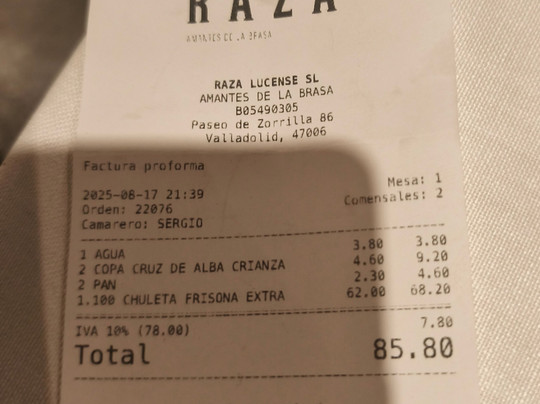 RAZA
AMANTES DE LA BRASA
RAZA LUCENSE SL
AMANTES DE LA BRASA
B05490305
Paseo de Zorrilla 86
Valladolid, 47006
Factura proforma
2025-08-17 21:39 Mesa: 1
Orden: 22076 Comensales: 2
Camarero: SERGIO
1 AGUA 3.80 3.80
2 COPA CRUZ DE ALBA CRIANZA 4.60 9.20
2 PAN 2.30 4.60
1.100 CHULETA FRISONA EXTRA 62.00 68.20
IVA 10% (78.00) 7.80
Total 85.80